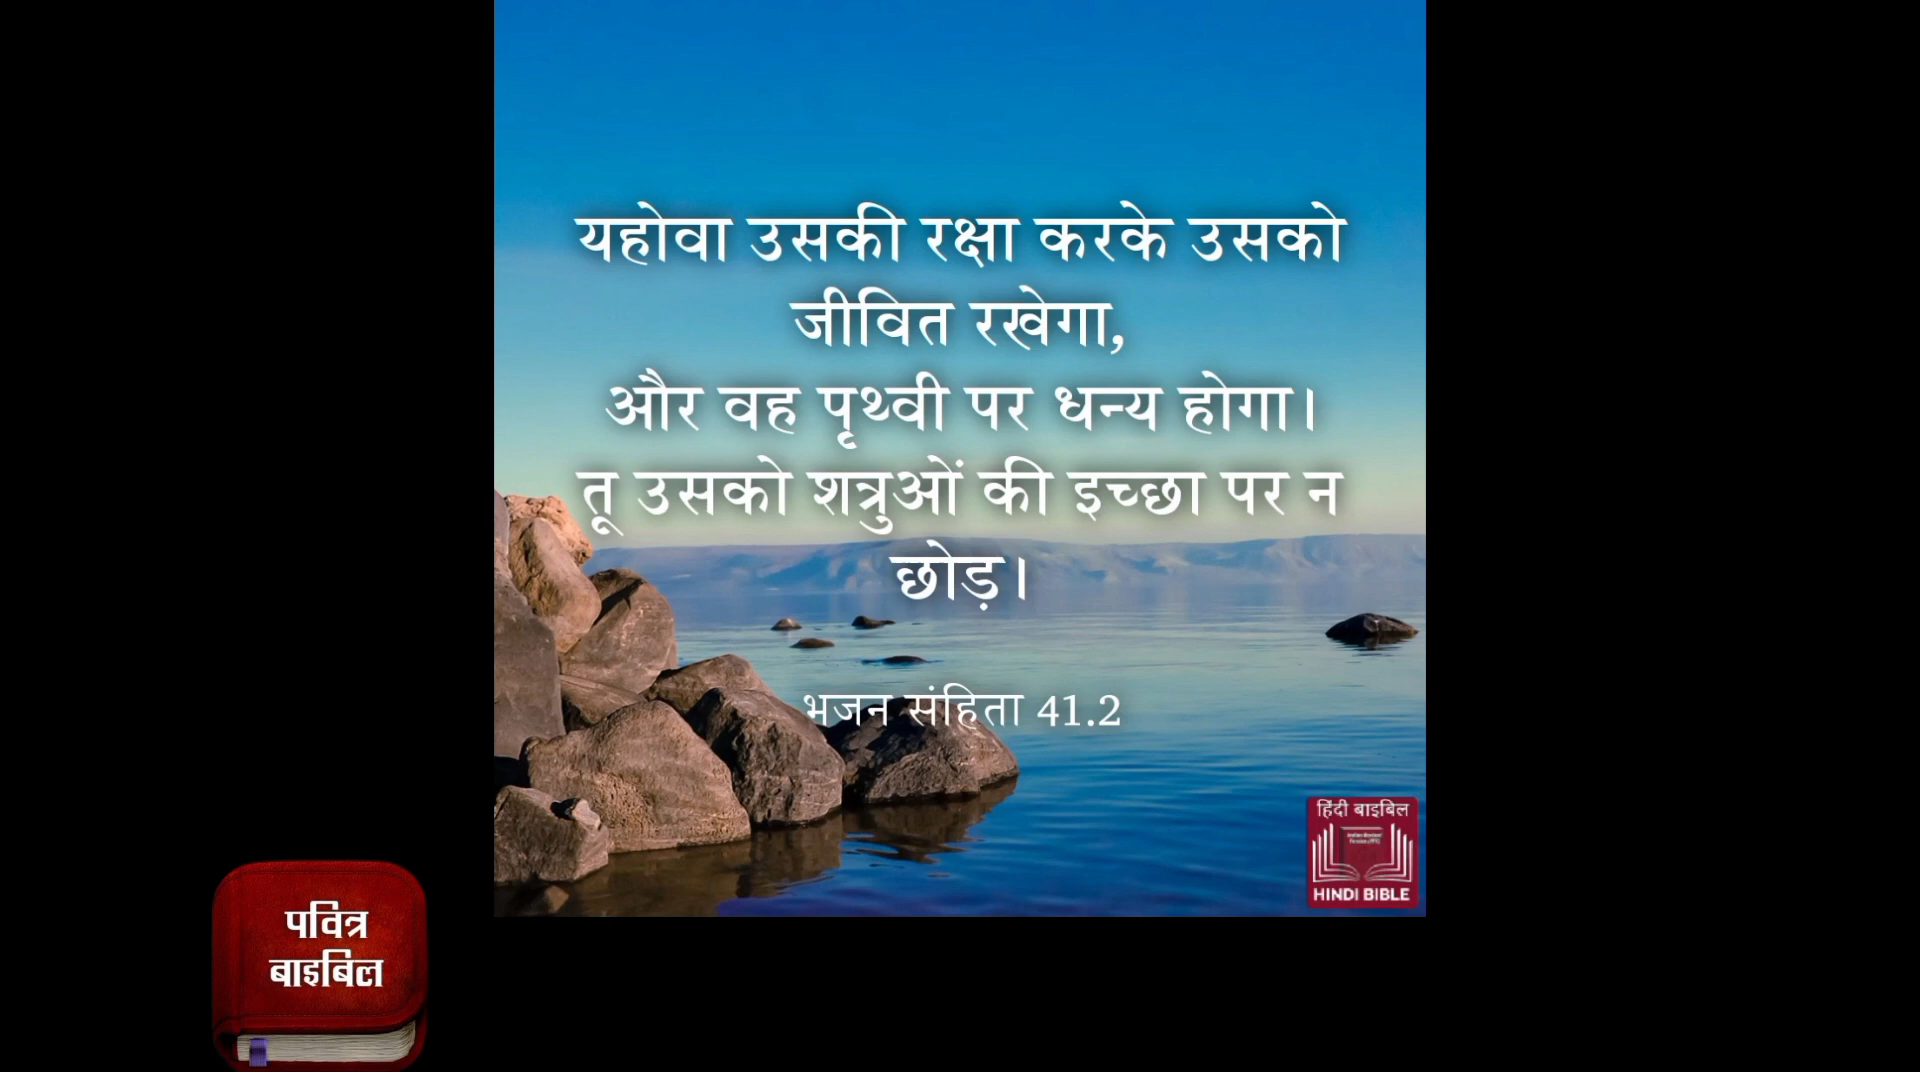 यहोवा उसकी रक्षा करके उसको
जीवित रखेगा,
और वह पृथ्वी पर धन्य होगा।
तू उसको शत्रुओं की इच्छा पर न
छोड़।
भजन संहिता 41.2
हिंदी बाइबिल
HINDI BIBLE
पवित्र
बाइबिल